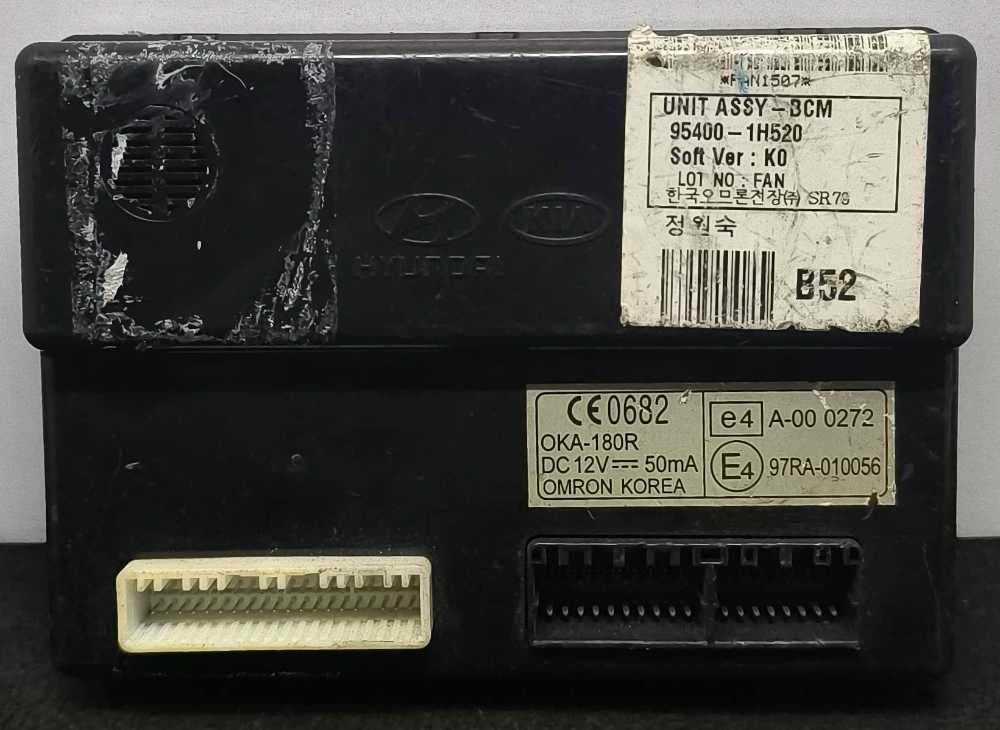 *FAN1507*
UNIT ASSY-BCM
95400-1H520
Soft Ver : K0
LOT NO : FAN
한국오므론전장(주) SR78
정원숙
B52
KIA
HYUNDAI
CE0682
OKA-180R
DC 12V 50mA
OMRON KOREA
e4 A-00 0272
E4 97RA-010056